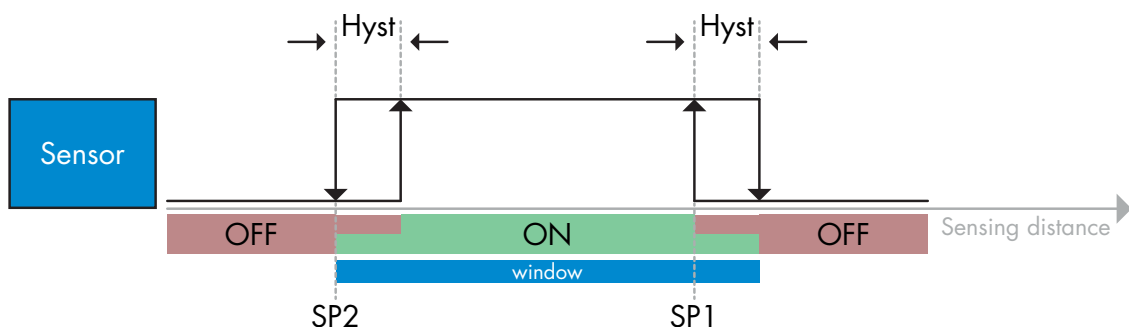 Hyst
Hyst
Sensor
OFF
ON
OFF
Sensing distance
window
SP2
SP1